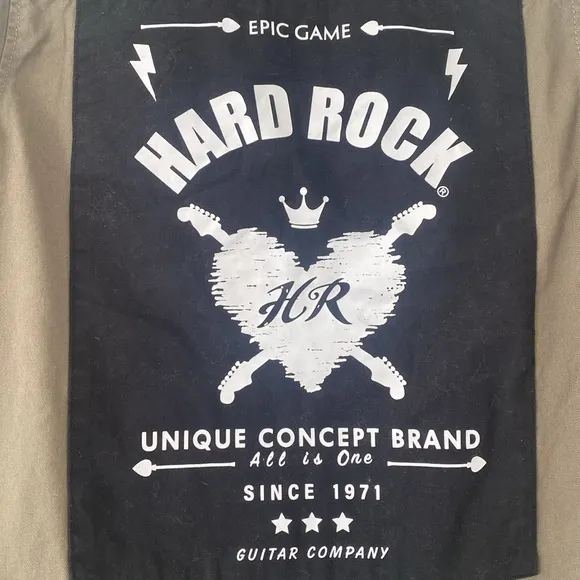 EPIC GAME
HARD ROCK®
HR
UNIQUE CONCEPT BRAND
All is One
SINCE 1971
GUITAR COMPANY